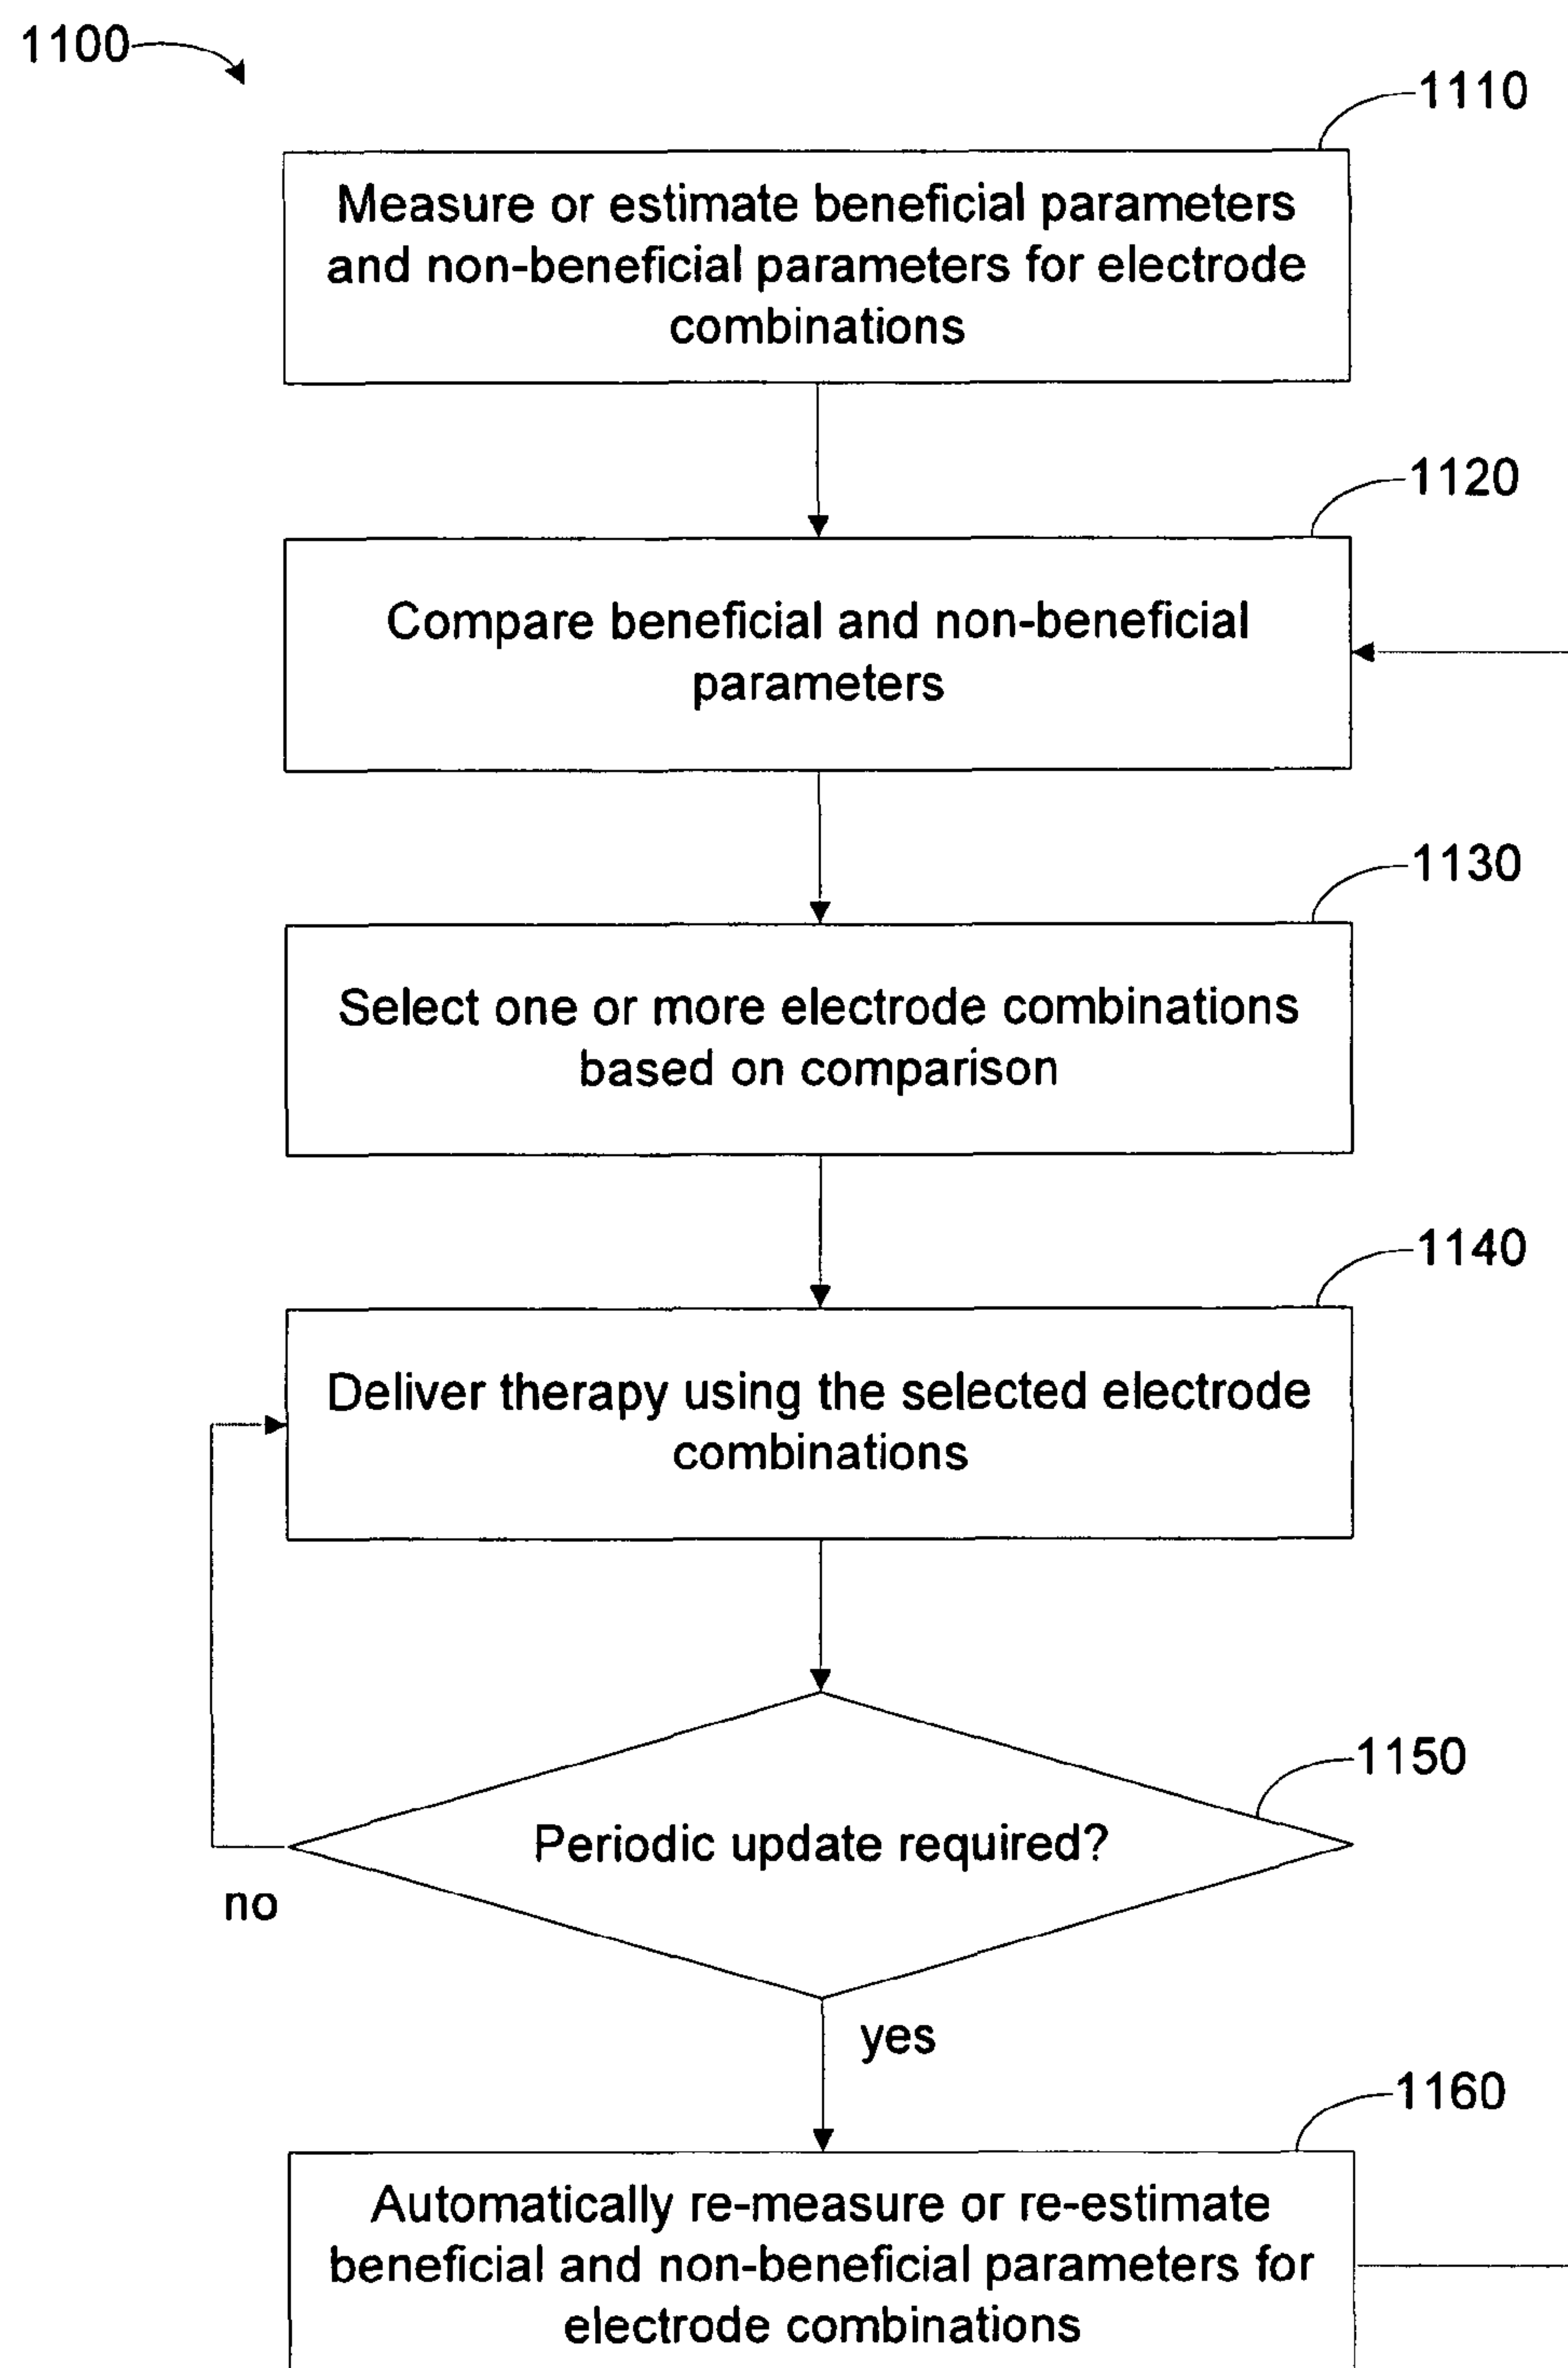 1100
1110
Measure or estimate beneficial parameters
and non-beneficial parameters for electrode
combinations
1120
Compare beneficial and non-beneficial
parameters
1130
Select one or more electrode combinations
based on comparison
1140
Deliver therapy using the selected electrode
combinations
1150
Periodic update required?
no
yes
1160
Automatically re-measure or re-estimate
beneficial and non-beneficial parameters for
electrode combinations